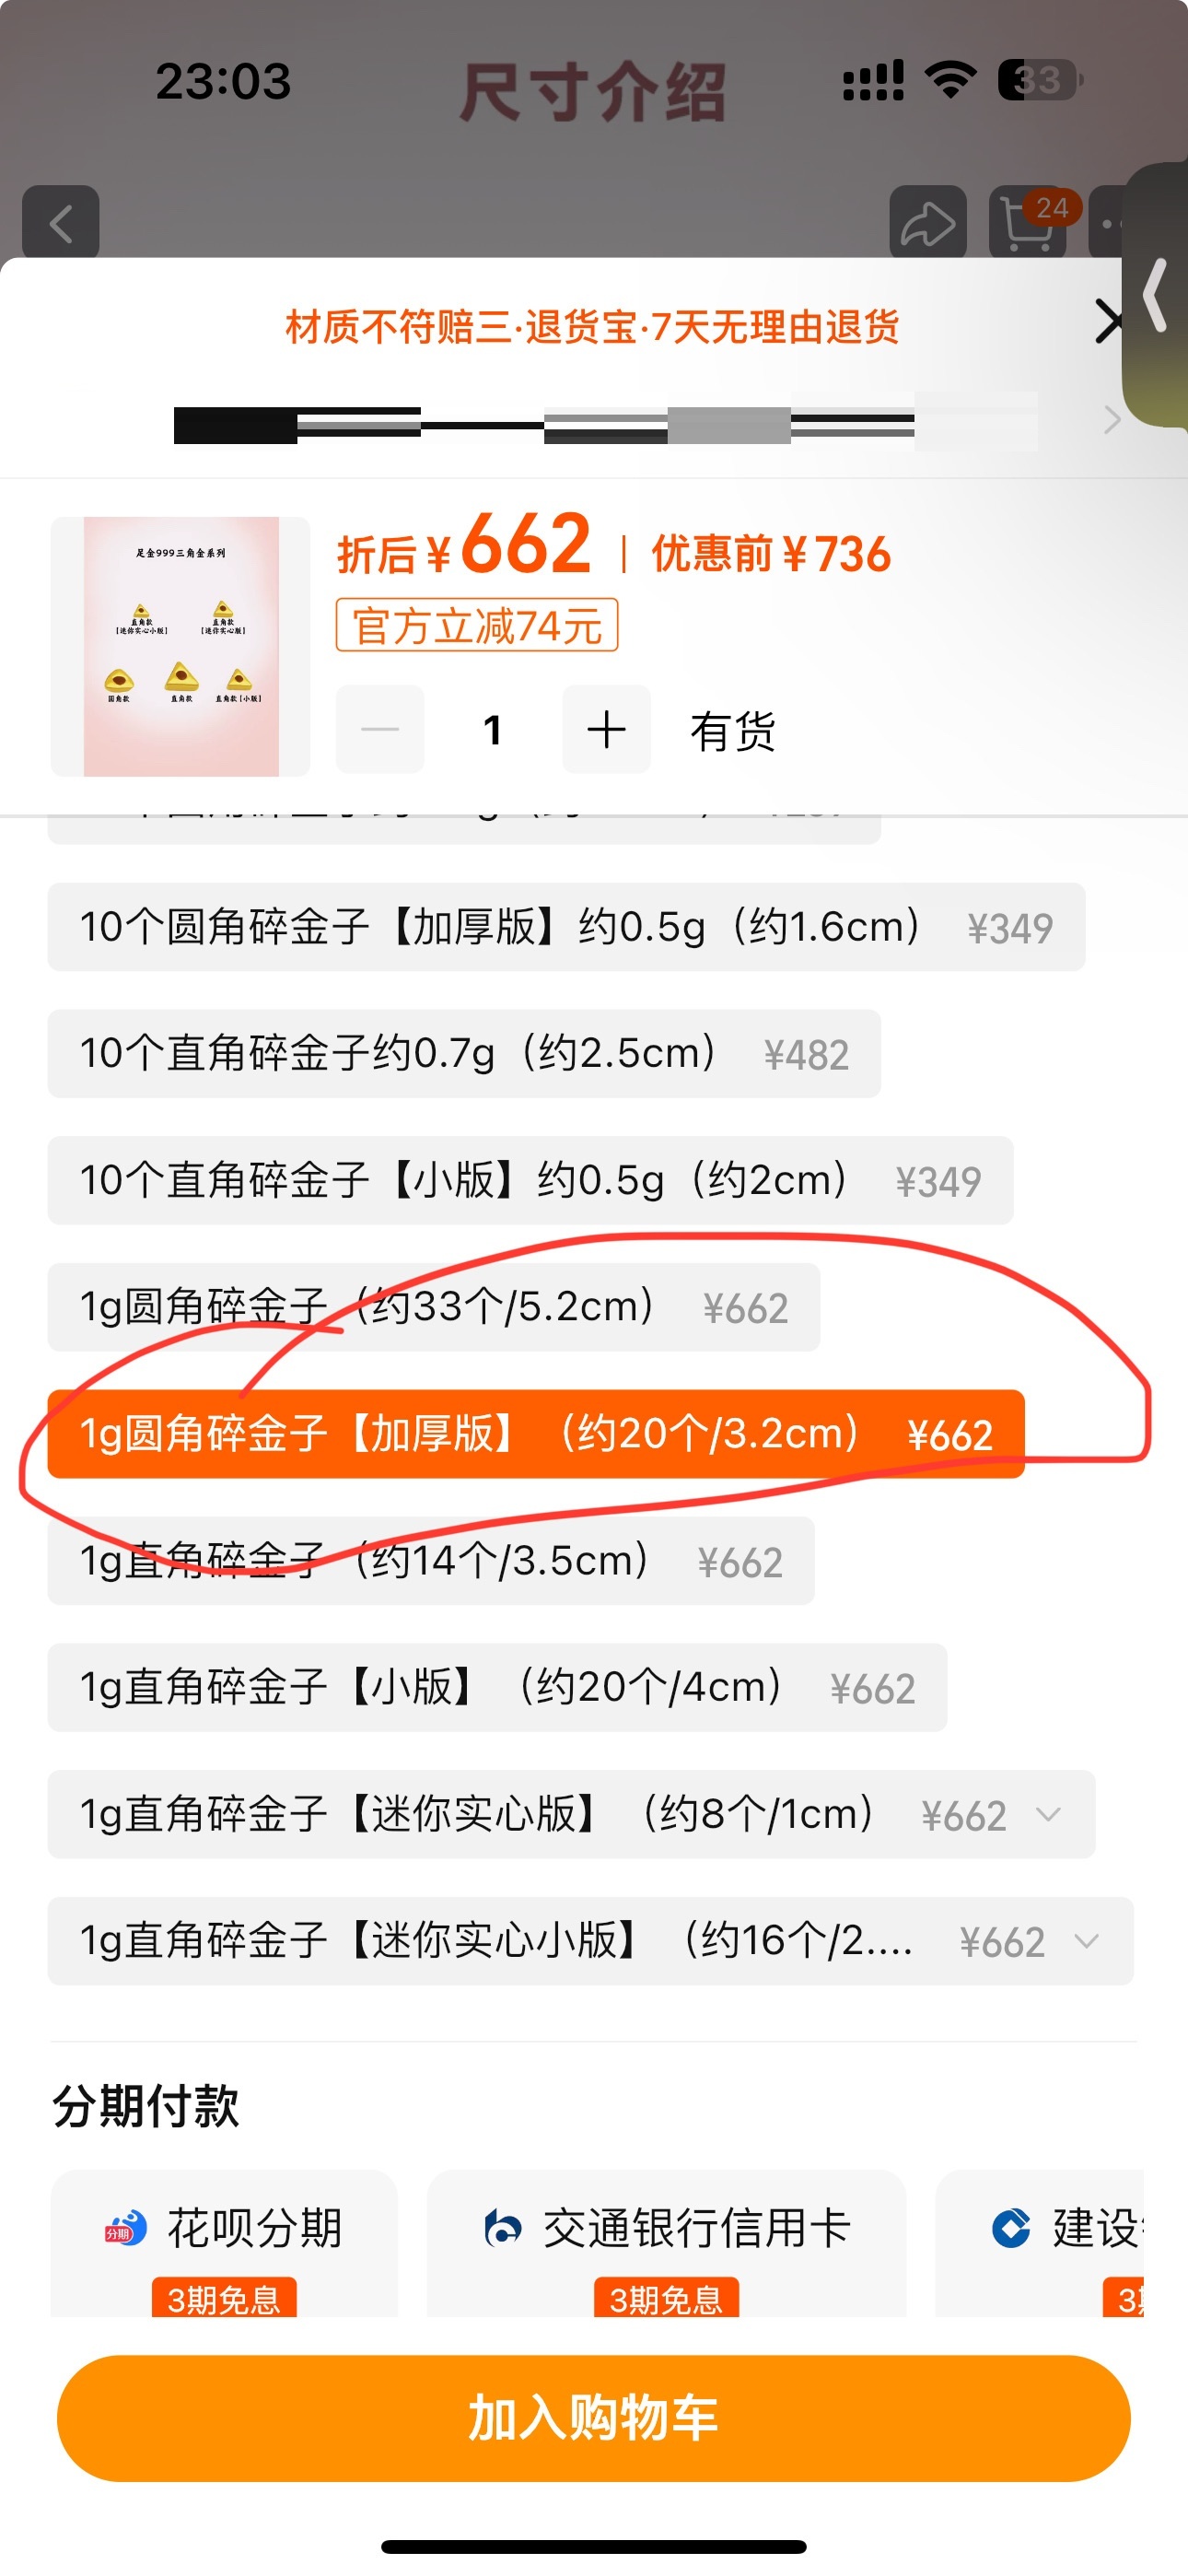 23:03
尺寸介绍
33
24
材质不符赔三·退货宝·7天无理由退货
足金999三角金系列
直角款
【迷你实心小版】
直角款
【迷你实心版】
圆角款
直角款
直角款【小版】
折后¥662 | 优惠前¥736
官方立减74元
1
有货
10个圆角碎金子【加厚版】约0.5g（约1.6cm） ¥349
10个直角碎金子约0.7g（约2.5cm） ¥482
10个直角碎金子【小版】约0.5g（约2cm） ¥349
1g圆角碎金子（约33个/5.2cm） ¥662
1g圆角碎金子【加厚版】（约20个/3.2cm） ¥662
1g直角碎金子（约14个/3.5cm） ¥662
1g直角碎金子【小版】（约20个/4cm） ¥662
1g直角碎金子【迷你实心版】（约8个/1cm） ¥662
1g直角碎金子【迷你实心小版】（约16个/2.... ¥662
分期付款
分期
花呗分期
3期免息
交通银行信用卡
3期免息
建设
3
加入购物车